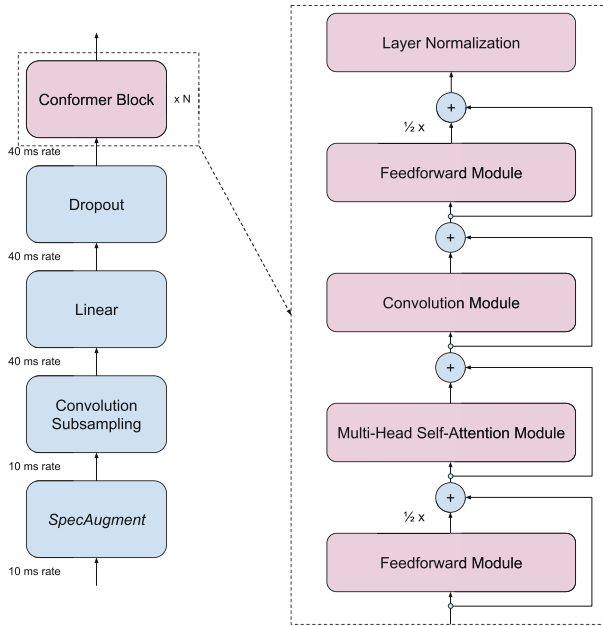 Conformer Block
x N
40 ms rate
Dropout
40 ms rate
Linear
40 ms rate
Convolution
Subsampling
10 ms rate
SpecAugment
10 ms rate
Layer Normalization
+
½ x
Feedforward Module
+
Convolution Module
+
Multi-Head Self-Attention Module
+
½ x
Feedforward Module